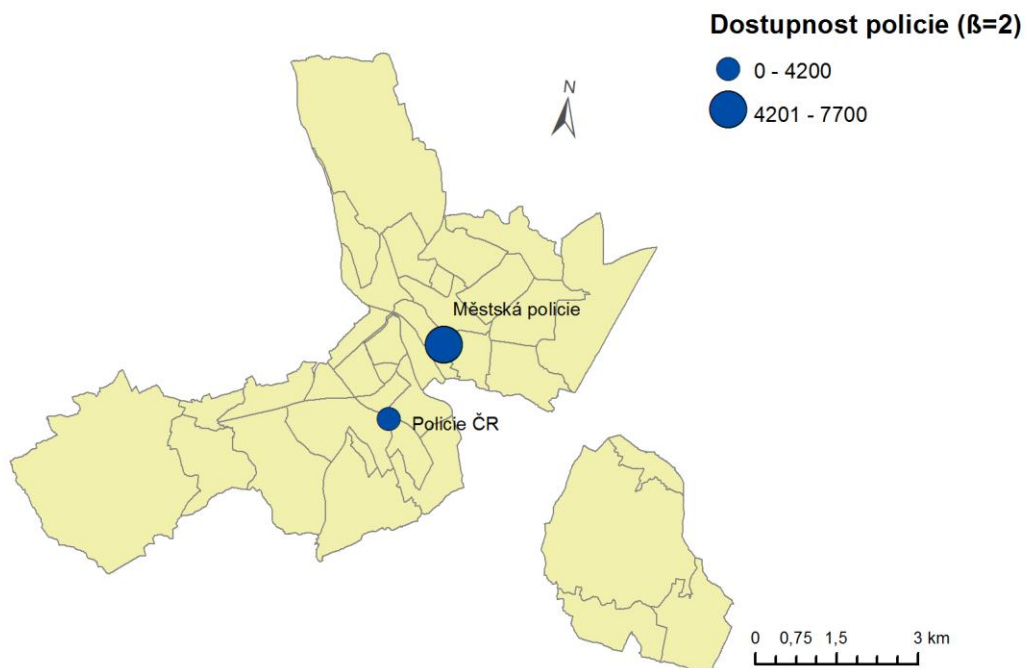 Dostupnost policie (ß=2)
0 - 4200
4201 - 7700
N
Městská policie
Policie ČR
0 0,75 1,5 3 km